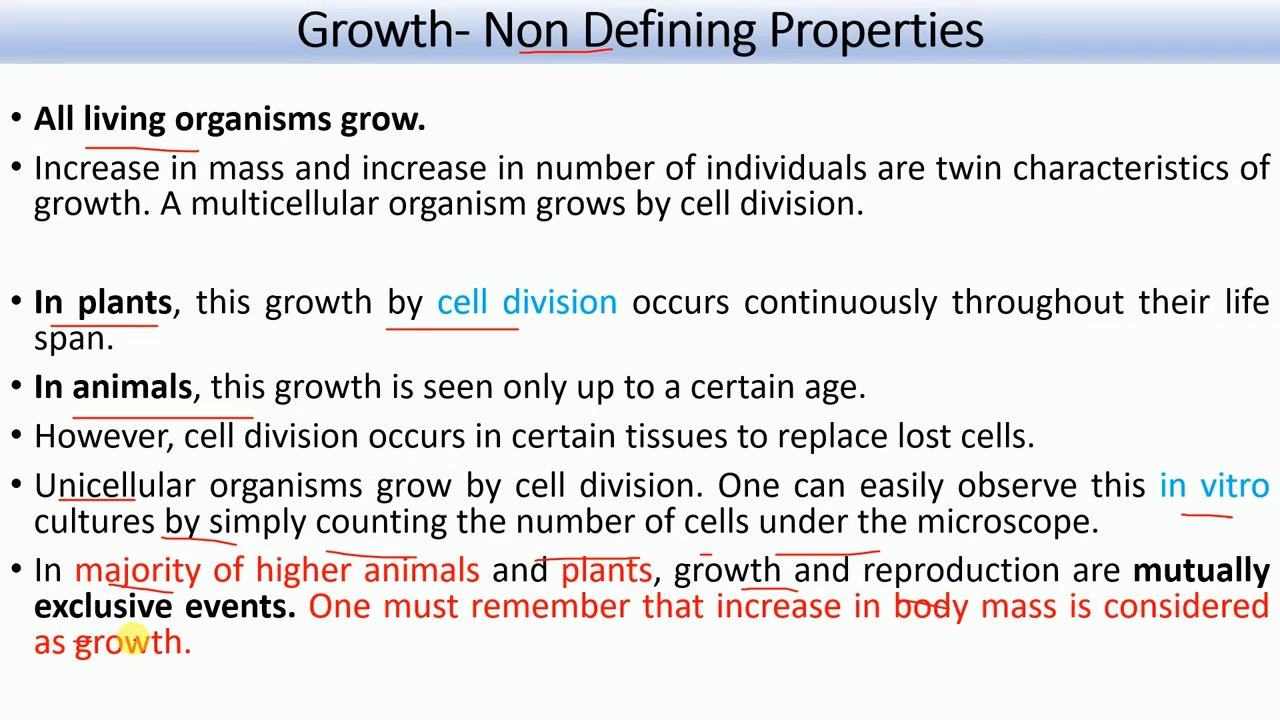 Growth- Non Defining Properties
• All living organisms grow.
• Increase in mass and increase in number of individuals are twin characteristics of
growth. A multicellular organism grows by cell division.
• In plants, this growth by cell division occurs continuously throughout their life
span.
• In animals, this growth is seen only up to a certain age.
• However, cell division occurs in certain tissues to replace lost cells.
• Unicellular organisms grow by cell division. One can easily observe this in vitro
cultures by simply counting the number of cells under the microscope.
• In majority of higher animals and plants, growth and reproduction are mutually
exclusive events. One must remember that increase in body mass is considered
as growth.